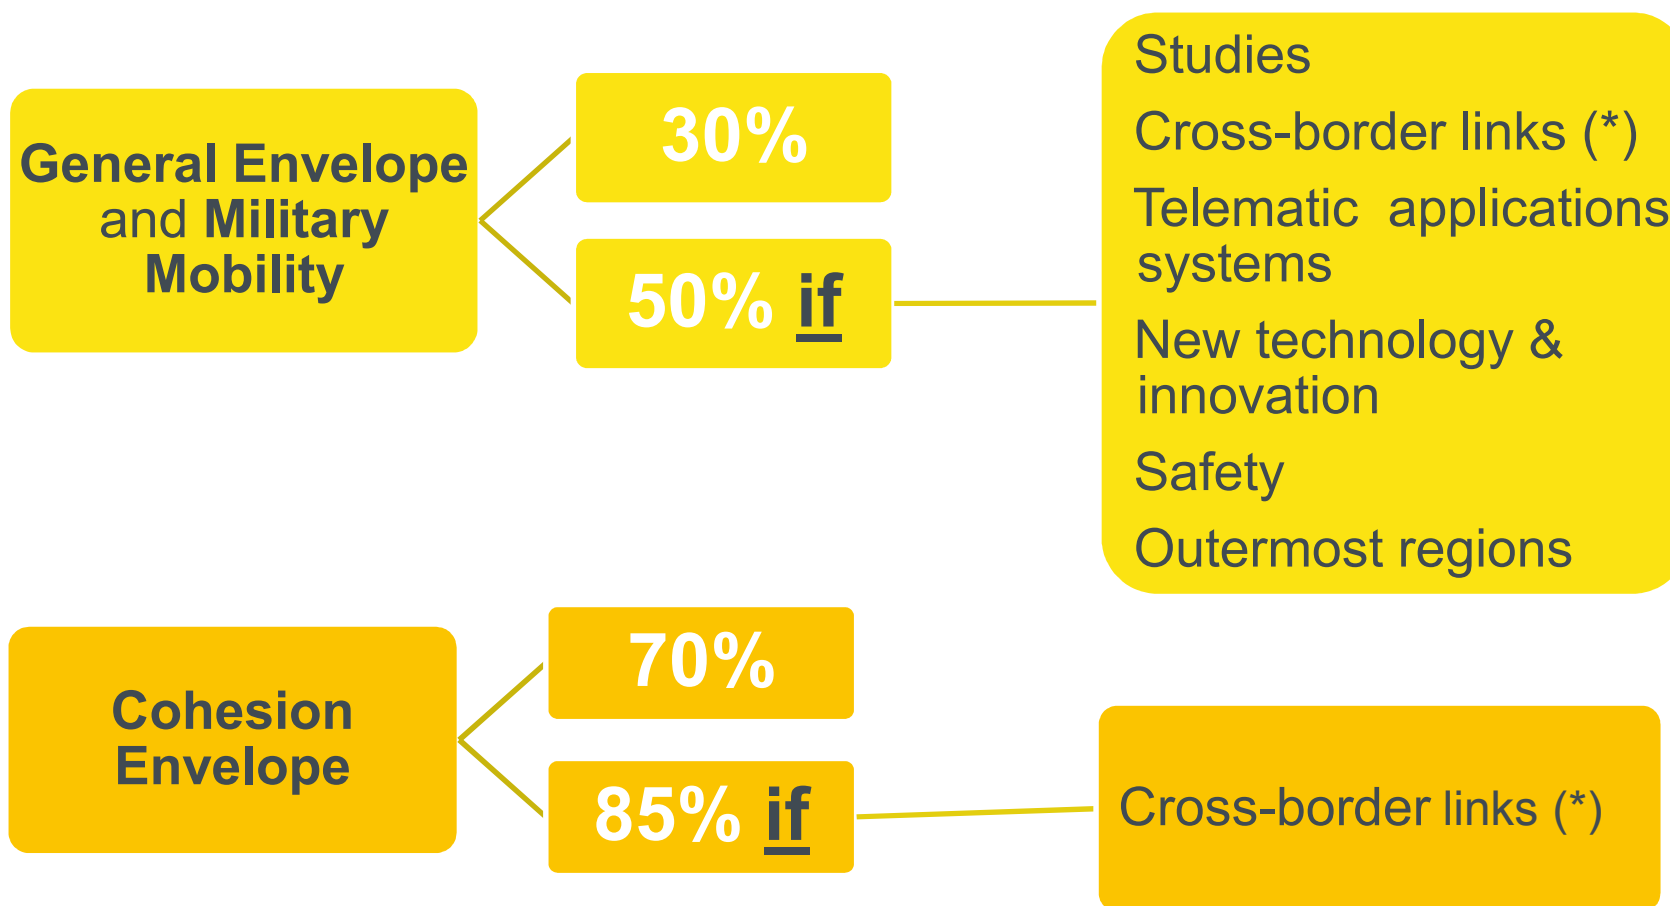 General Envelope
and Military
Mobility
30%
50% if
Studies
Cross-border links (*)
Telematic applications
systems
New technology &
innovation
Safety
Outermost regions
Cohesion
Envelope
70%
85% if
Cross-border links (*)